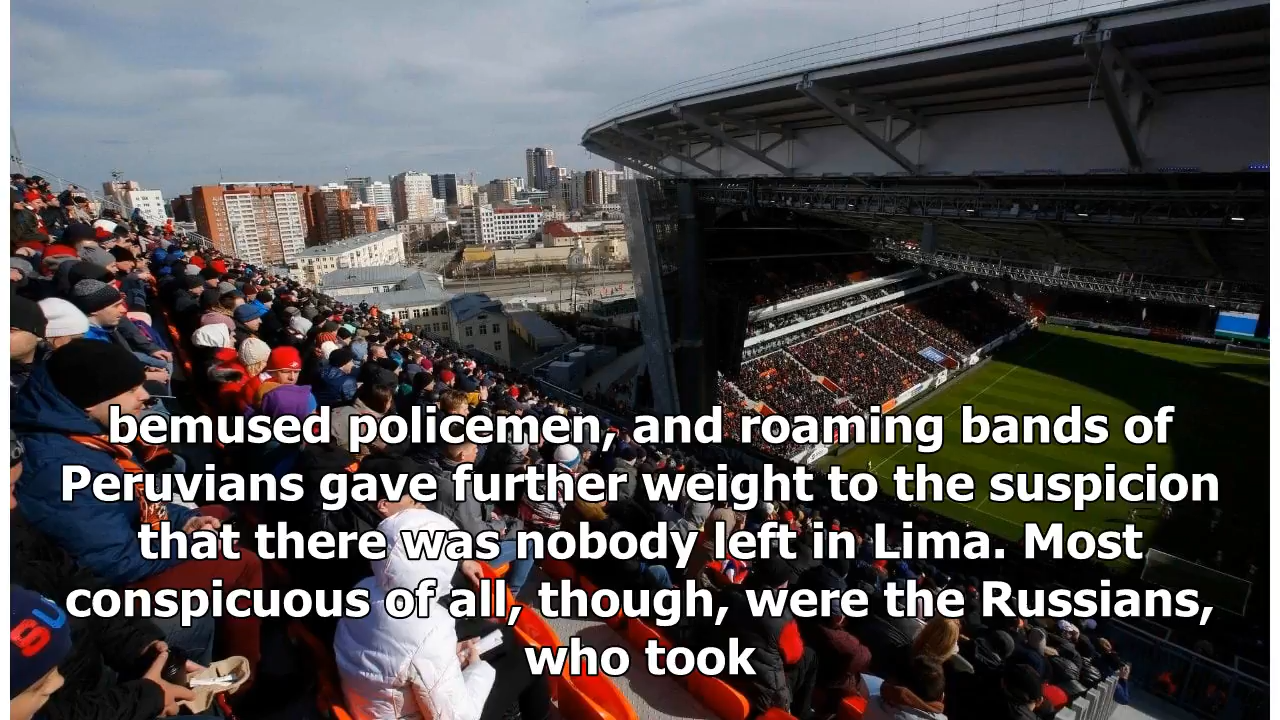 bemused policemen, and roaming bands of
Peruvians gave further weight to the suspicion
that there was nobody left in Lima. Most
conspicuous of all, though, were the Russians,
who took